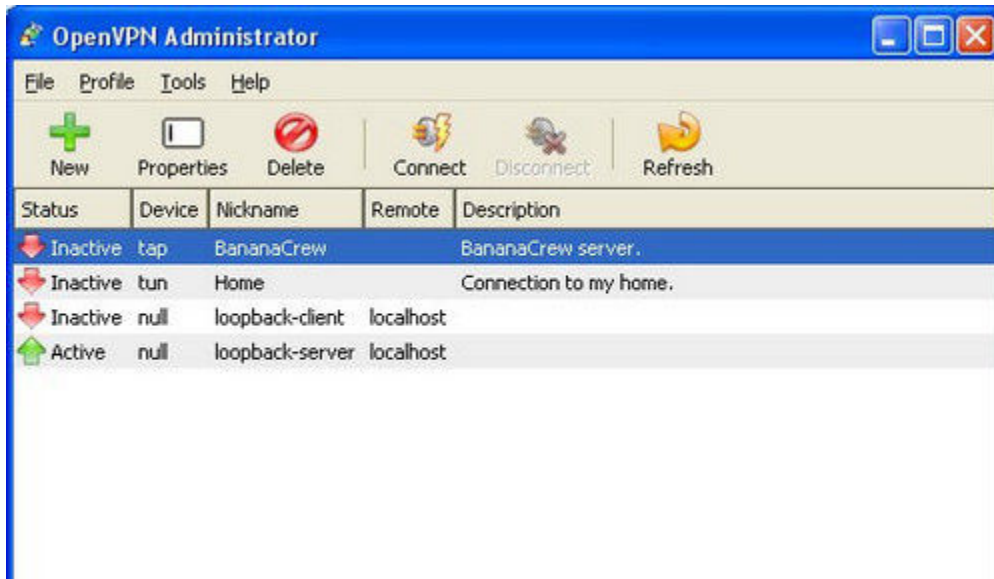 OpenVPN Administrator
File Profile Tools Help
New Properties Delete Connect Disconnect Refresh
Status Device Nickname Remote Description
Inactive tap BananaCrew BananaCrew server.
Inactive tun Home Connection to my home.
Inactive null loopback-client localhost
Active null loopback-server localhost